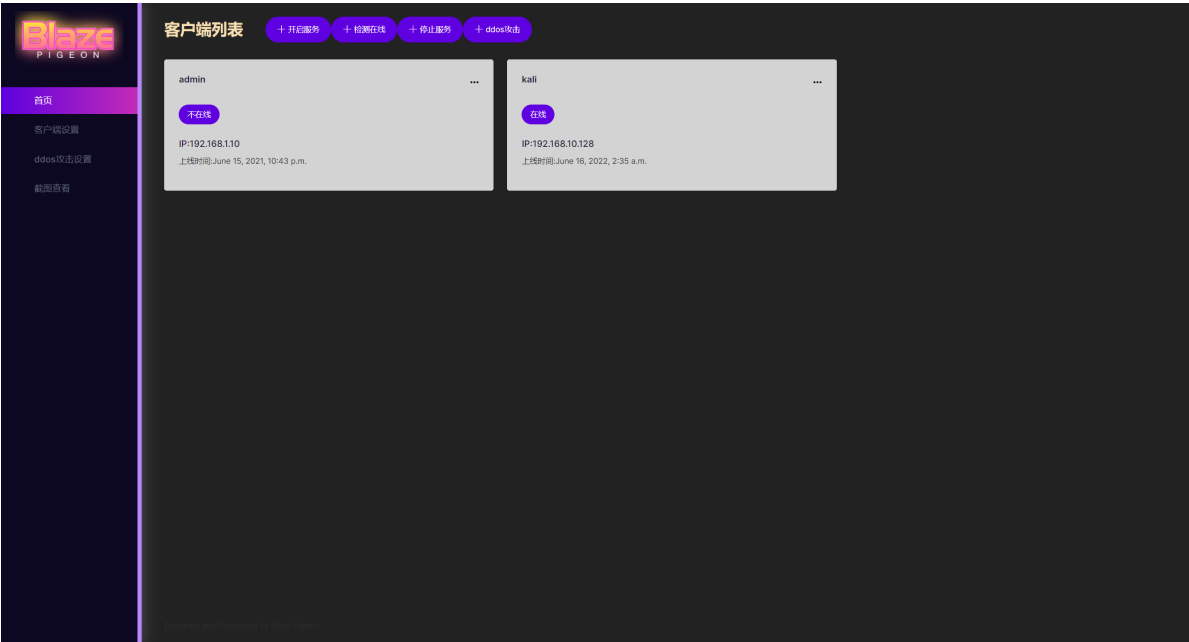 Blaze
PIGEON
首页
客户端设置
ddos攻击设置
截图查看
客户端列表
+ 开启服务
+ 检测在线
+ 停止服务
+ ddos攻击
admin
...
不在线
IP:192.168.1.10
上线时间:June 15, 2021, 10:43 p.m.
kali
...
在线
IP:192.168.10.128
上线时间:June 16, 2022, 2:35 a.m.